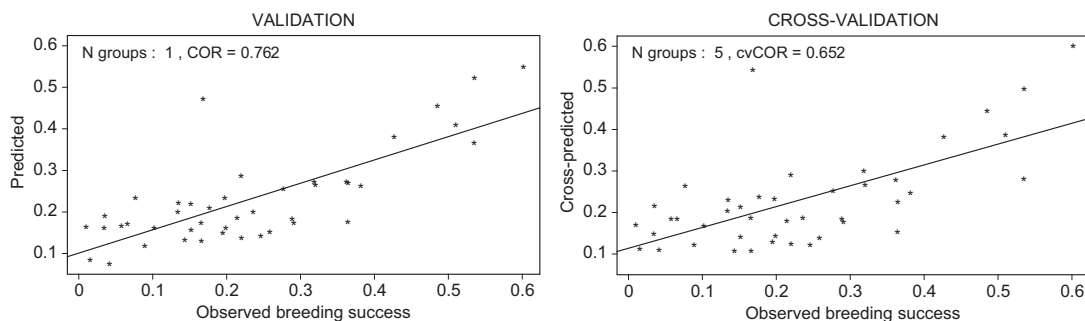 VALIDATION
N groups : 1 , COR = 0.762
Predicted
0.6
0.5
0.4
0.3
0.2
0.1
0 0.1 0.2 0.3 0.4 0.5 0.6
Observed breeding success
CROSS-VALIDATION
N groups : 5 , cvCOR = 0.652
Cross-predicted
0.6
0.5
0.4
0.3
0.2
0.1
0 0.1 0.2 0.3 0.4 0.5 0.6
Observed breeding success